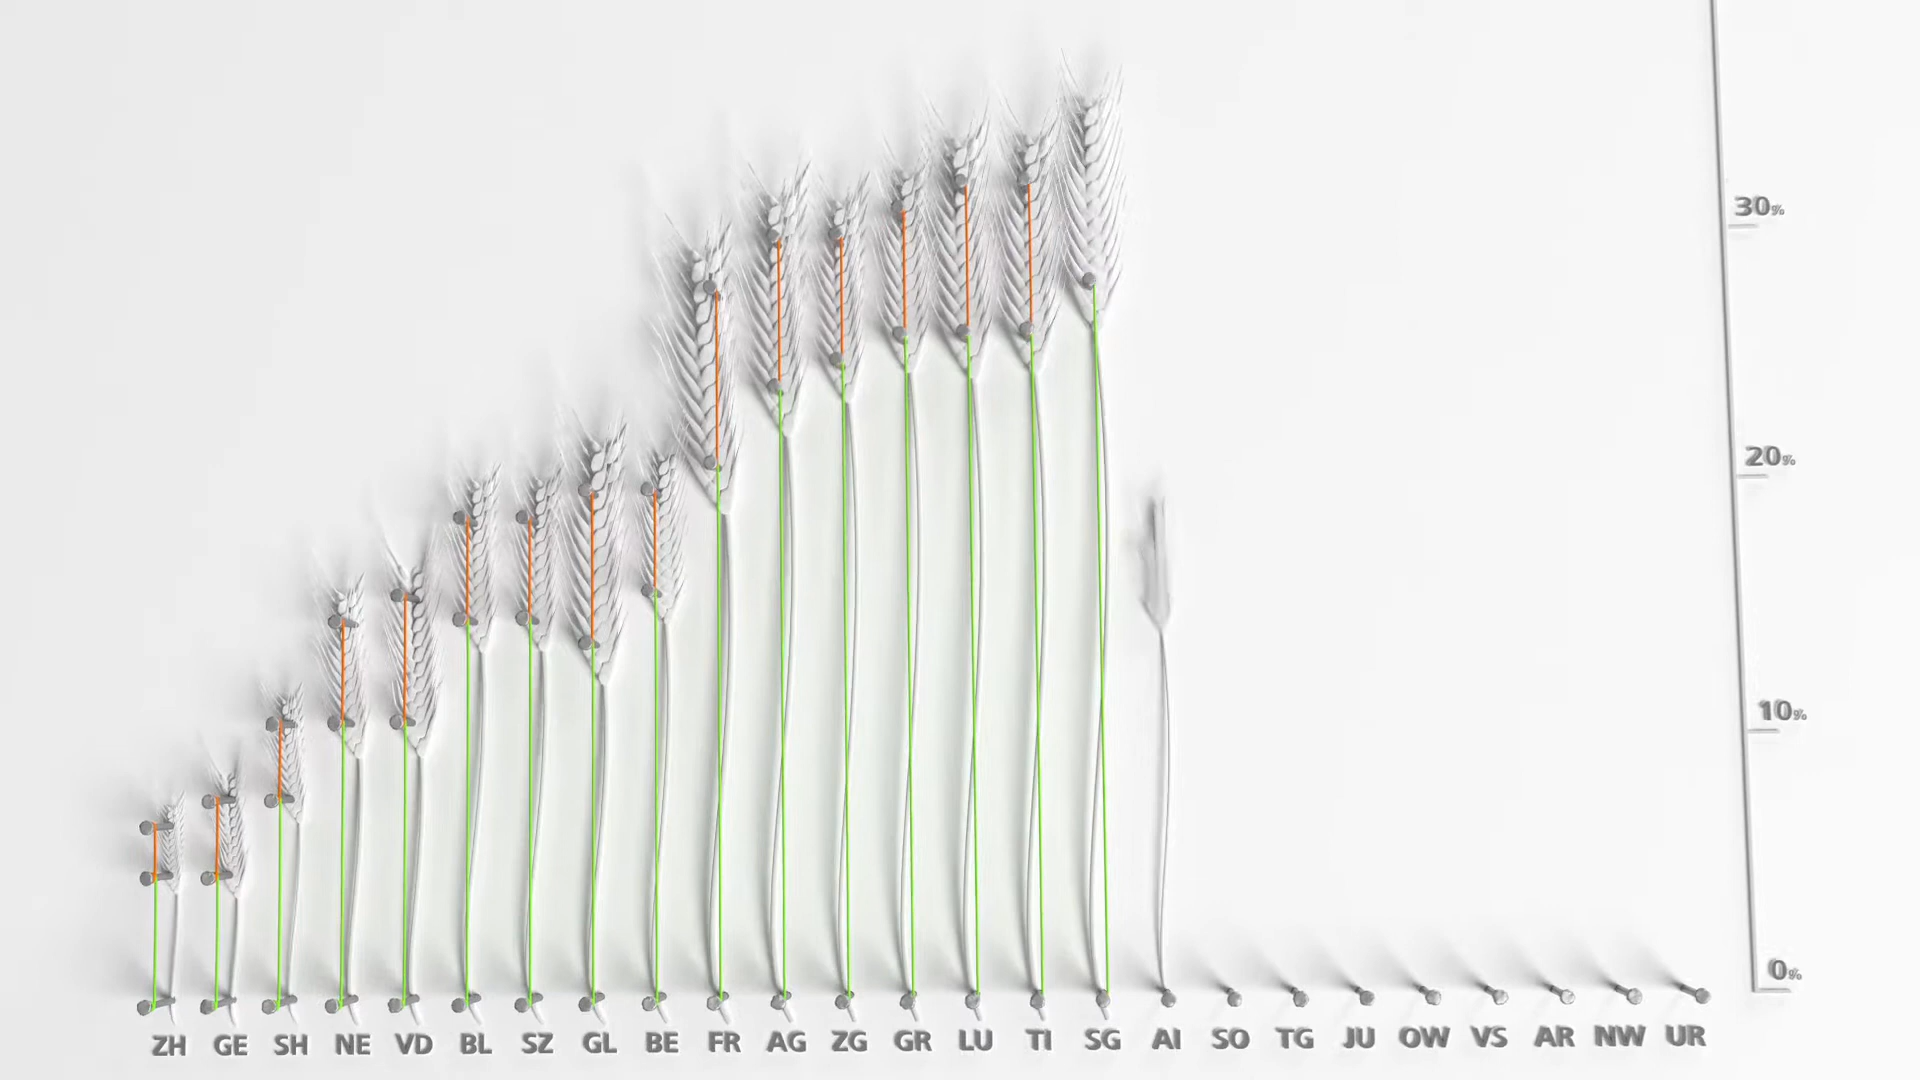 30%
20%
10%
0%
ZH GE SH NE VD BL SZ GL BE FR AG ZG GR LU TI SG AI SO TG JU OW VS AR NW UR